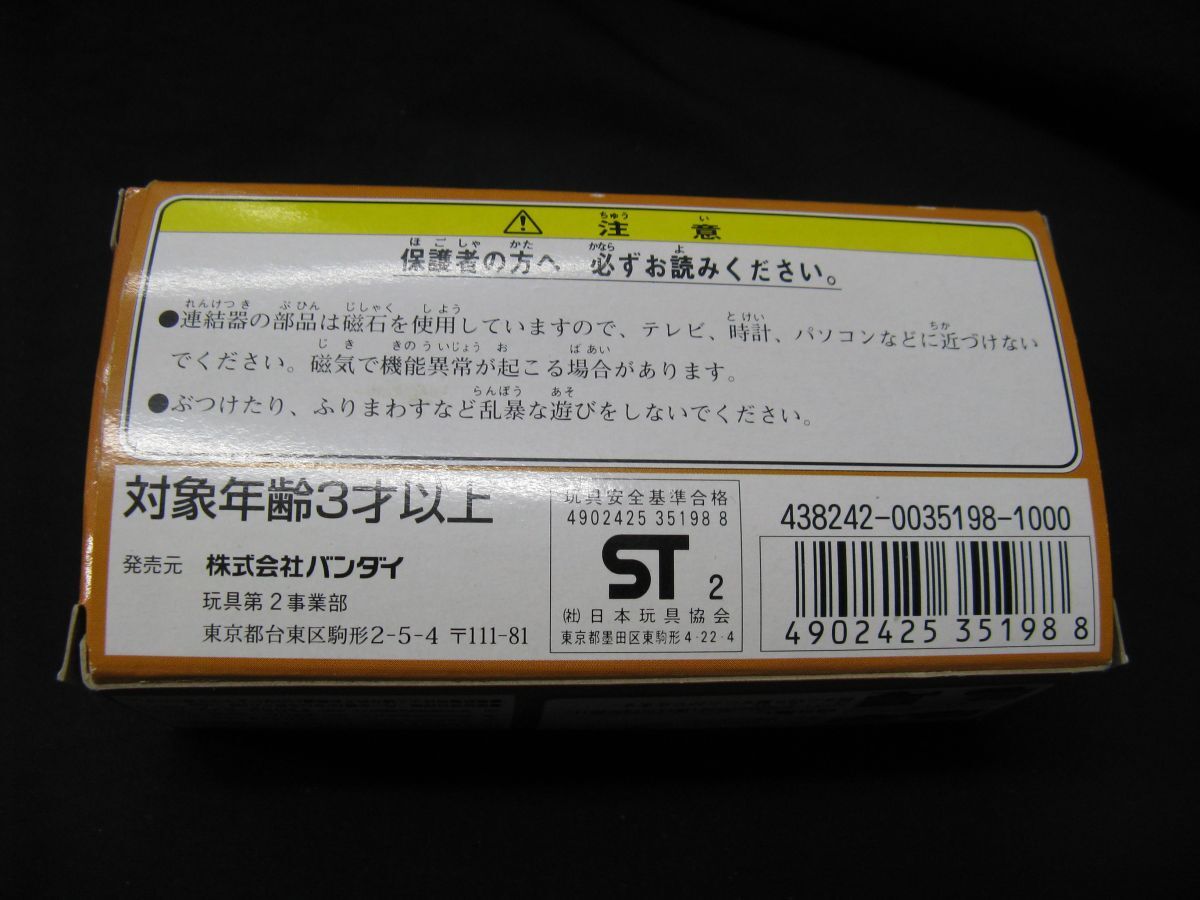 注意
保護者の方へ 必ずお読みください。
●連結器の部品は磁石を使用していますので、テレビ、時計、パソコンなどに近づけない
でください。磁気で機能異常が起こる場合があります。
●ぶつけたり、ふりまわすなど乱暴な遊びをしないでください。
対象年齢3才以上
発売元 株式会社バンダイ
玩具第2事業部
東京都台東区駒形2-5-4 〒111-81
玩具安全基準合格
4902425 35198 8
ST 2
(社)日本玩具協会
東京都墨田区東駒形4-22-4
438242-0035198-1000
4902425 351988